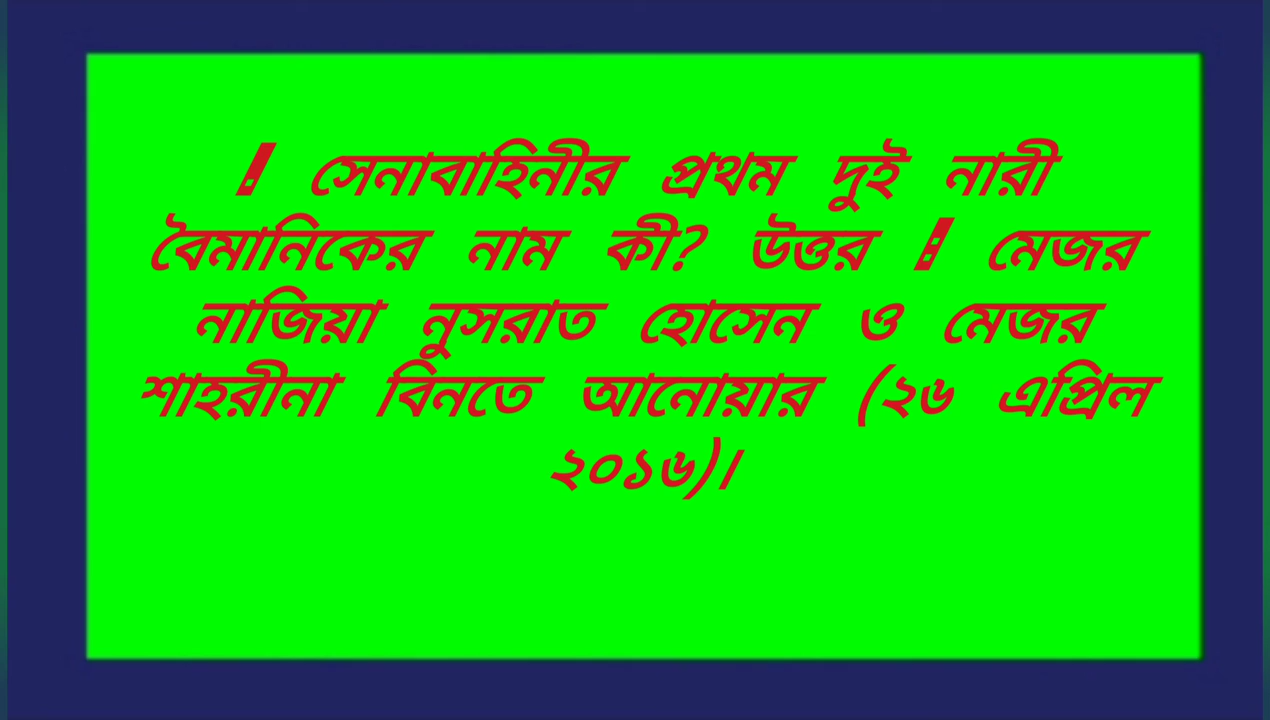 ! সেনাবাহিনীর প্রথম দুই নারী
বৈমানিকের নাম কী? উত্তর ! মেজর
নাজিয়া নুসরাত হোসেন ও মেজর
শাহরীনা বিনতে আনোয়ার (২৬ এপ্রিল
২০১৬)।